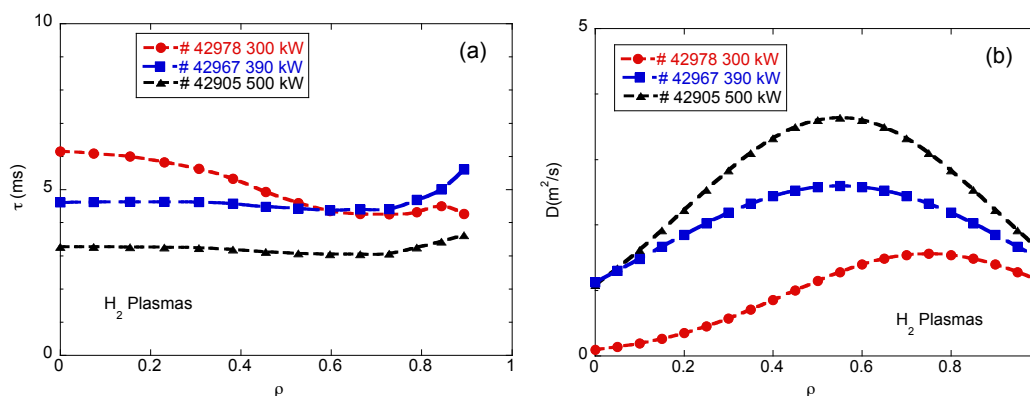 (a)
# 42978 300 kW
# 42967 390 kW
# 42905 500 kW
τ (ms)
10
5
0
H2 Plasmas
0 0.2 0.4 0.6 0.8 1
ρ
(b)
# 42978 300 kW
# 42967 390 kW
# 42905 500 kW
D(m²/s)
5
0
H2 Plasmas
0 0.2 0.4 0.6 0.8
ρ